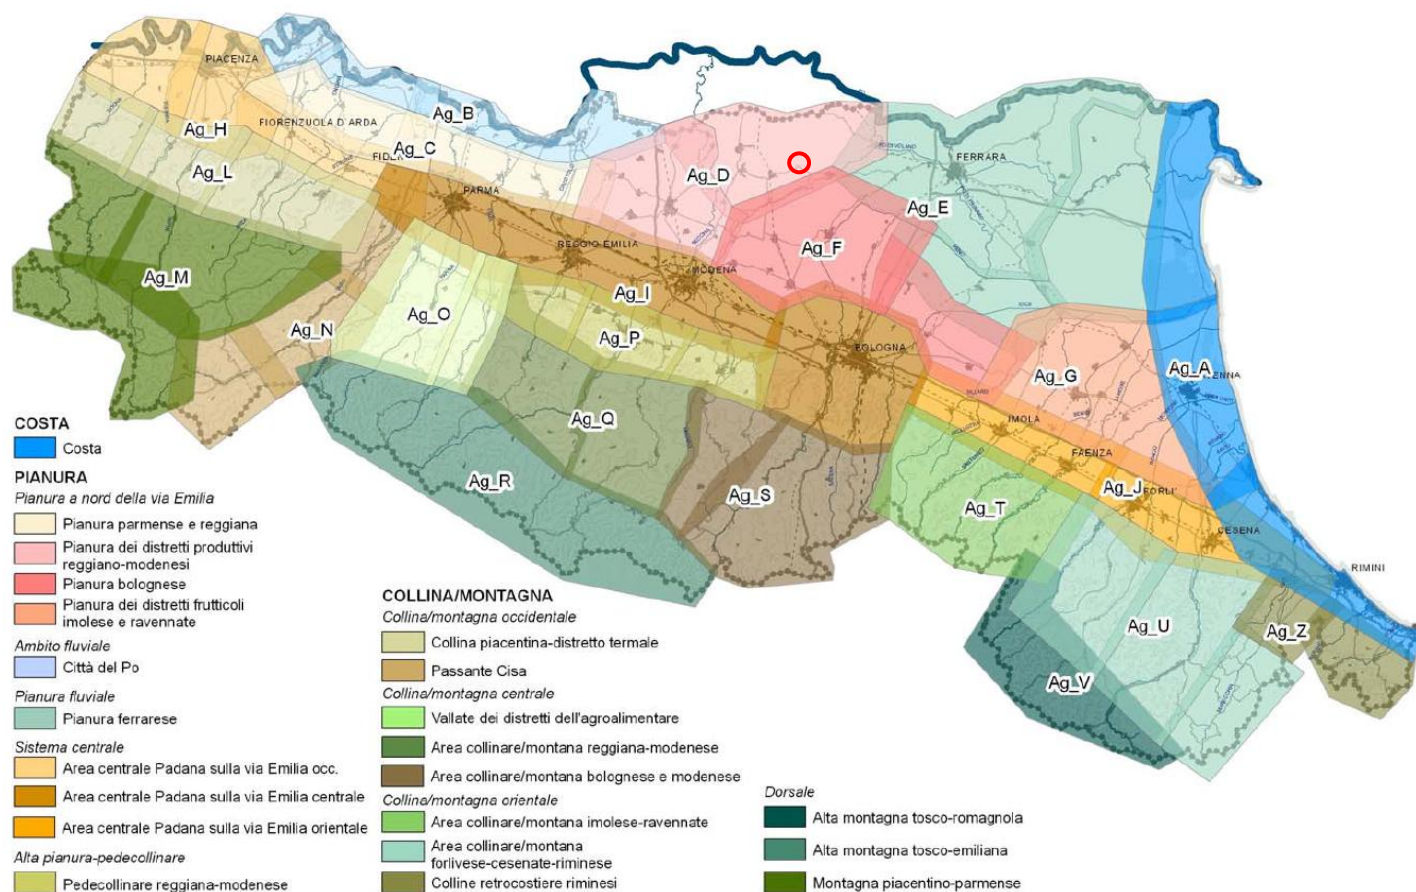 PIACENZA
Ag_B
Ag_H
FIORENZUOLA D'ARDA
Ag_C
Ag_L
Ag_D
FERRARA
PARMA
Ag_E
REGGIO EMILIA
Ag_F
MODENA
Ag_M
Ag_I
Ag_O
Ag_N
Ag_P
BOLOGNA
Ag_A
Ag_G
Ag_Q
IMOLA
FAENZA
Ag_R
Ag_S
Ag_J
FORLI'
Ag_T
CESENA
RIMINI
Ag_U
Ag_Z
Ag_V
COSTA
Costa
PIANURA
Pianura a nord della via Emilia
Pianura parmense e reggiana
Pianura dei distretti produttivi
reggiano-modenesi
Pianura bolognese
Pianura dei distretti frutticoli
imolese e ravennate
Ambito fluviale
Città del Po
Pianura fluviale
Pianura ferrarese
Sistema centrale
Area centrale Padana sulla via Emilia occ.
Area centrale Padana sulla via Emilia centrale
Area centrale Padana sulla via Emilia orientale
Alta pianura-pedecollinare
Pedecollinare reggiana-modenese
COLLINA/MONTAGNA
Collina/montagna occidentale
Collina piacentina-distretto termale
Passante Cisa
Collina/montagna centrale
Vallate dei distretti dell'agroalimentare
Area collinare/montana reggiana-modenese
Area collinare/montana bolognese e modenese
Collina/montagna orientale
Area collinare/montana imolese-ravennate
Area collinare/montana
forlivese-cesenate-riminese
Colline retrocostiere riminesi
Dorsale
Alta montagna tosco-romagnola
Alta montagna tosco-emiliana
Montagna piacentino-parmense